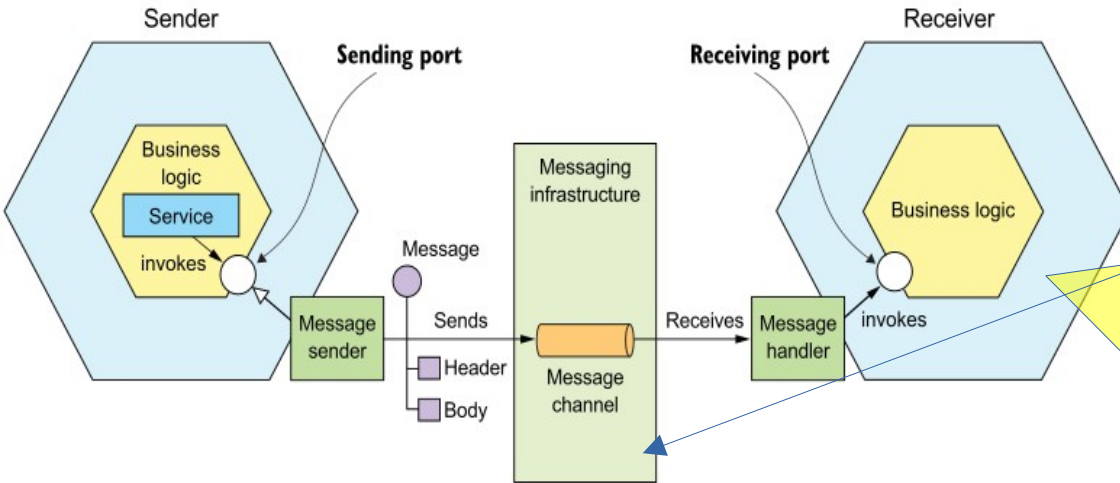 Sender
Receiver
Sending port
Receiving port
Business
logic
Service
invokes
Message
Messaging
infrastructure
Business logic
Message
sender
Sends
Header
Body
Message
channel
Receives
Message
handler
invokes